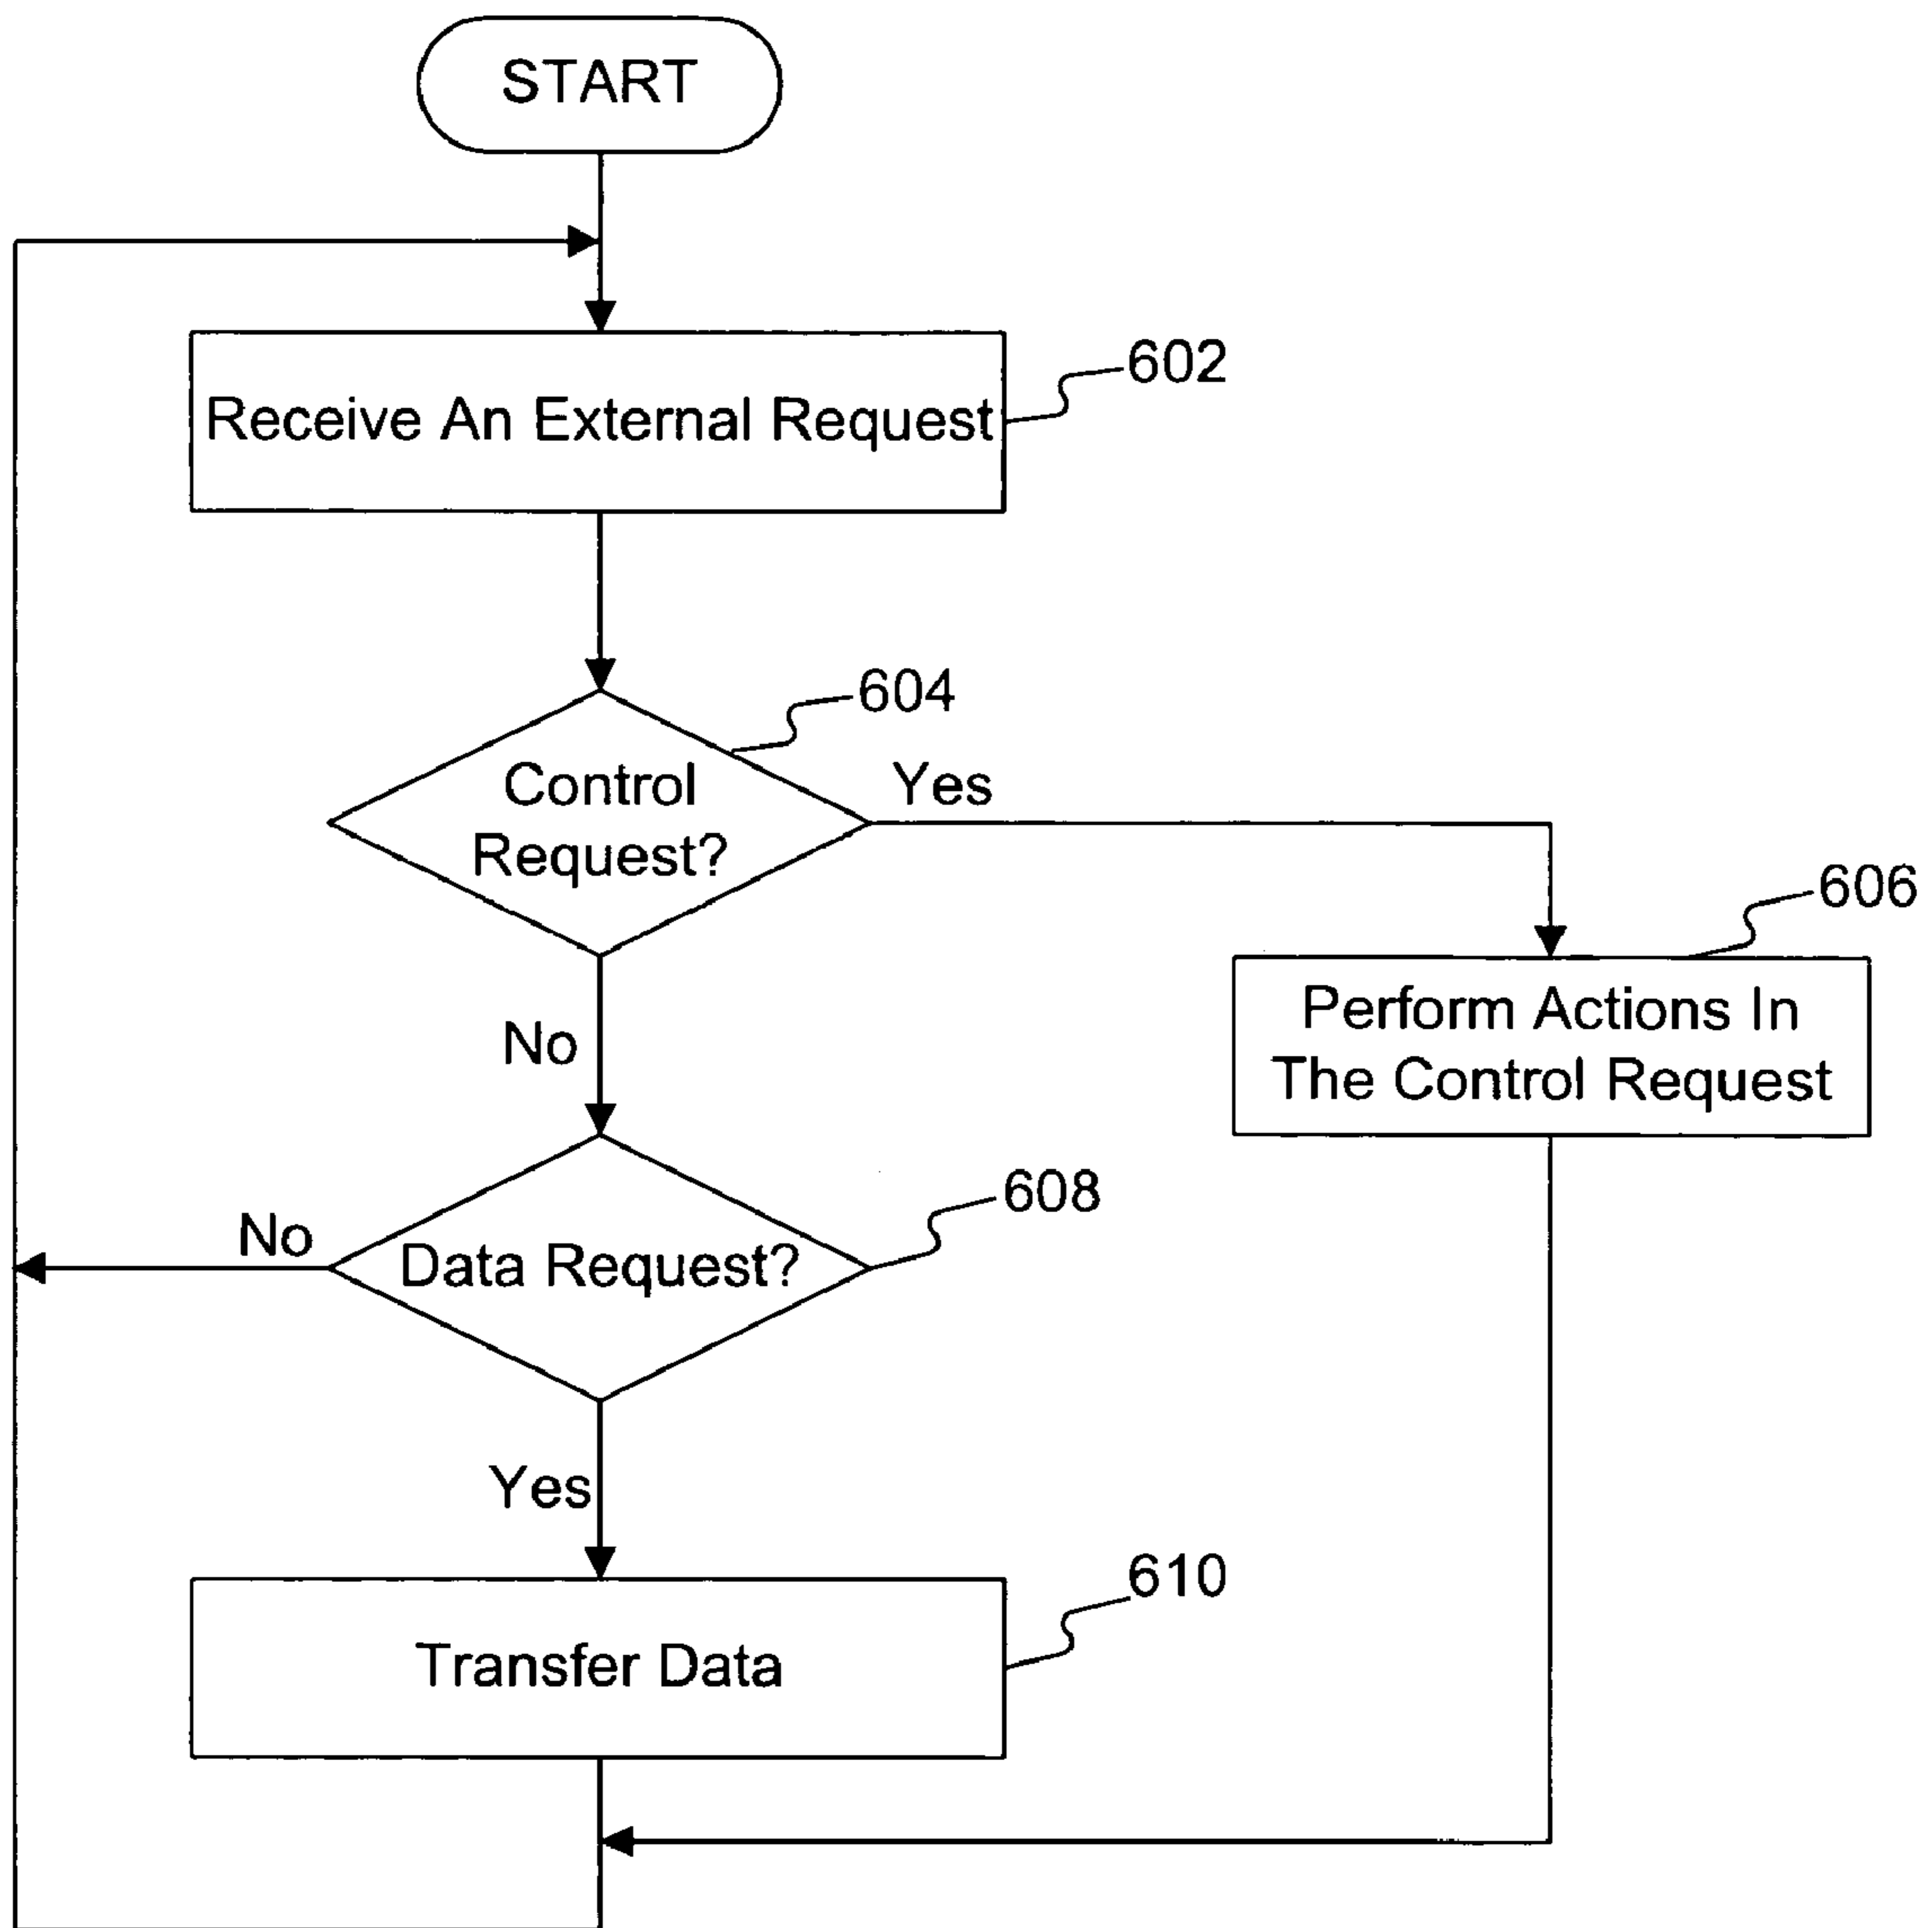 START
Receive An External Request
602
604
Control
Request?
Yes
606
Perform Actions In
The Control Request
No
608
No
Data Request?
Yes
610
Transfer Data